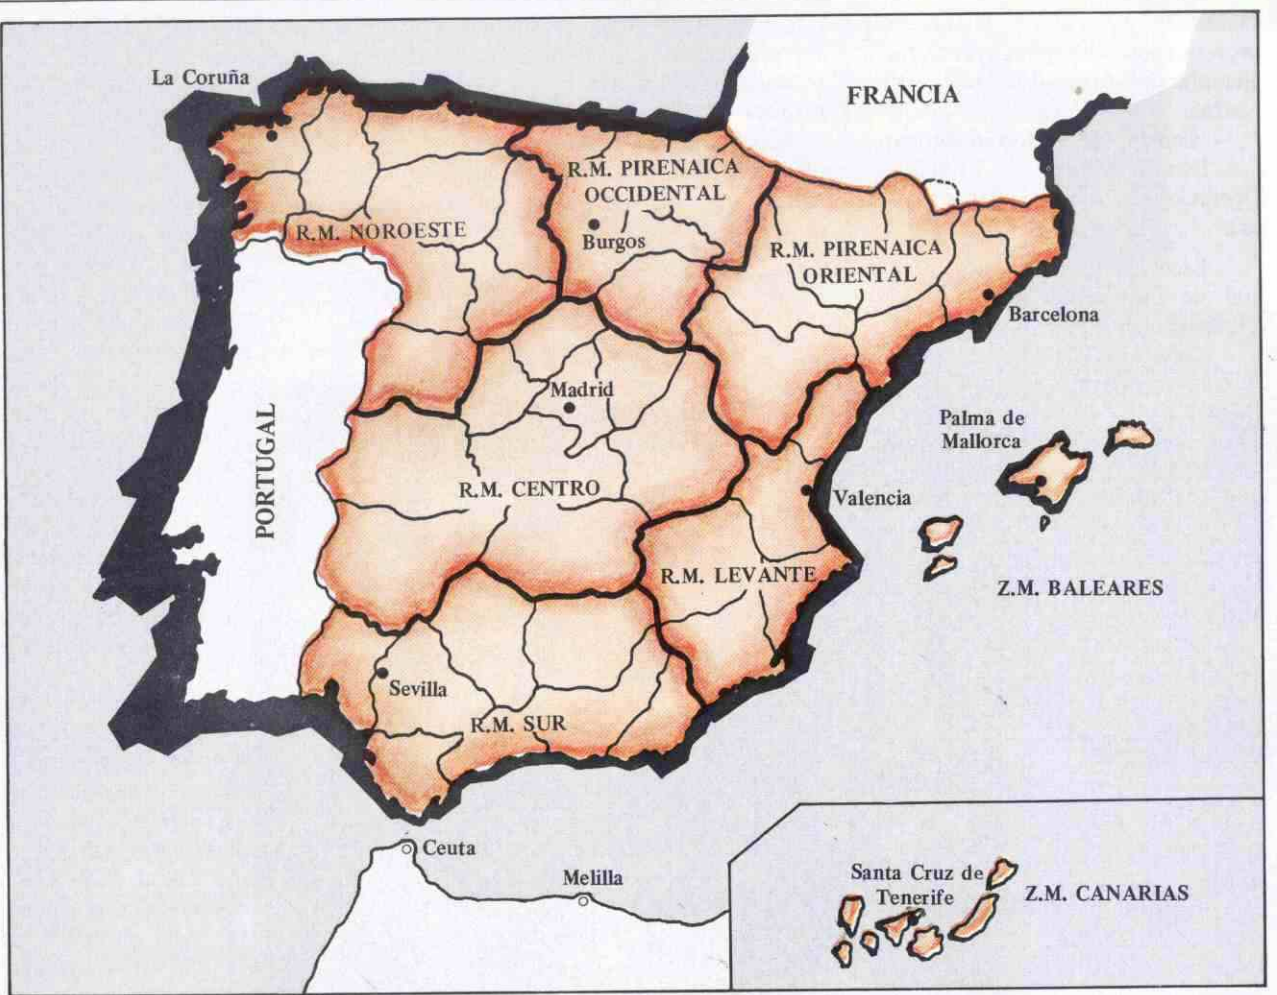 La Coruña
FRANCIA
R.M. PIRENAICA
OCCIDENTAL
R.M. NOROESTE
Burgos
R.M. PIRENAICA
ORIENTAL
Barcelona
Madrid
Palma de
Mallorca
PORTUGAL
R.M. CENTRO
Valencia
R.M. LEVANTE
Z.M. BALEARES
Sevilla
R.M. SUR
Ceuta
Melilla
Santa Cruz de
Tenerife
Z.M. CANARIAS